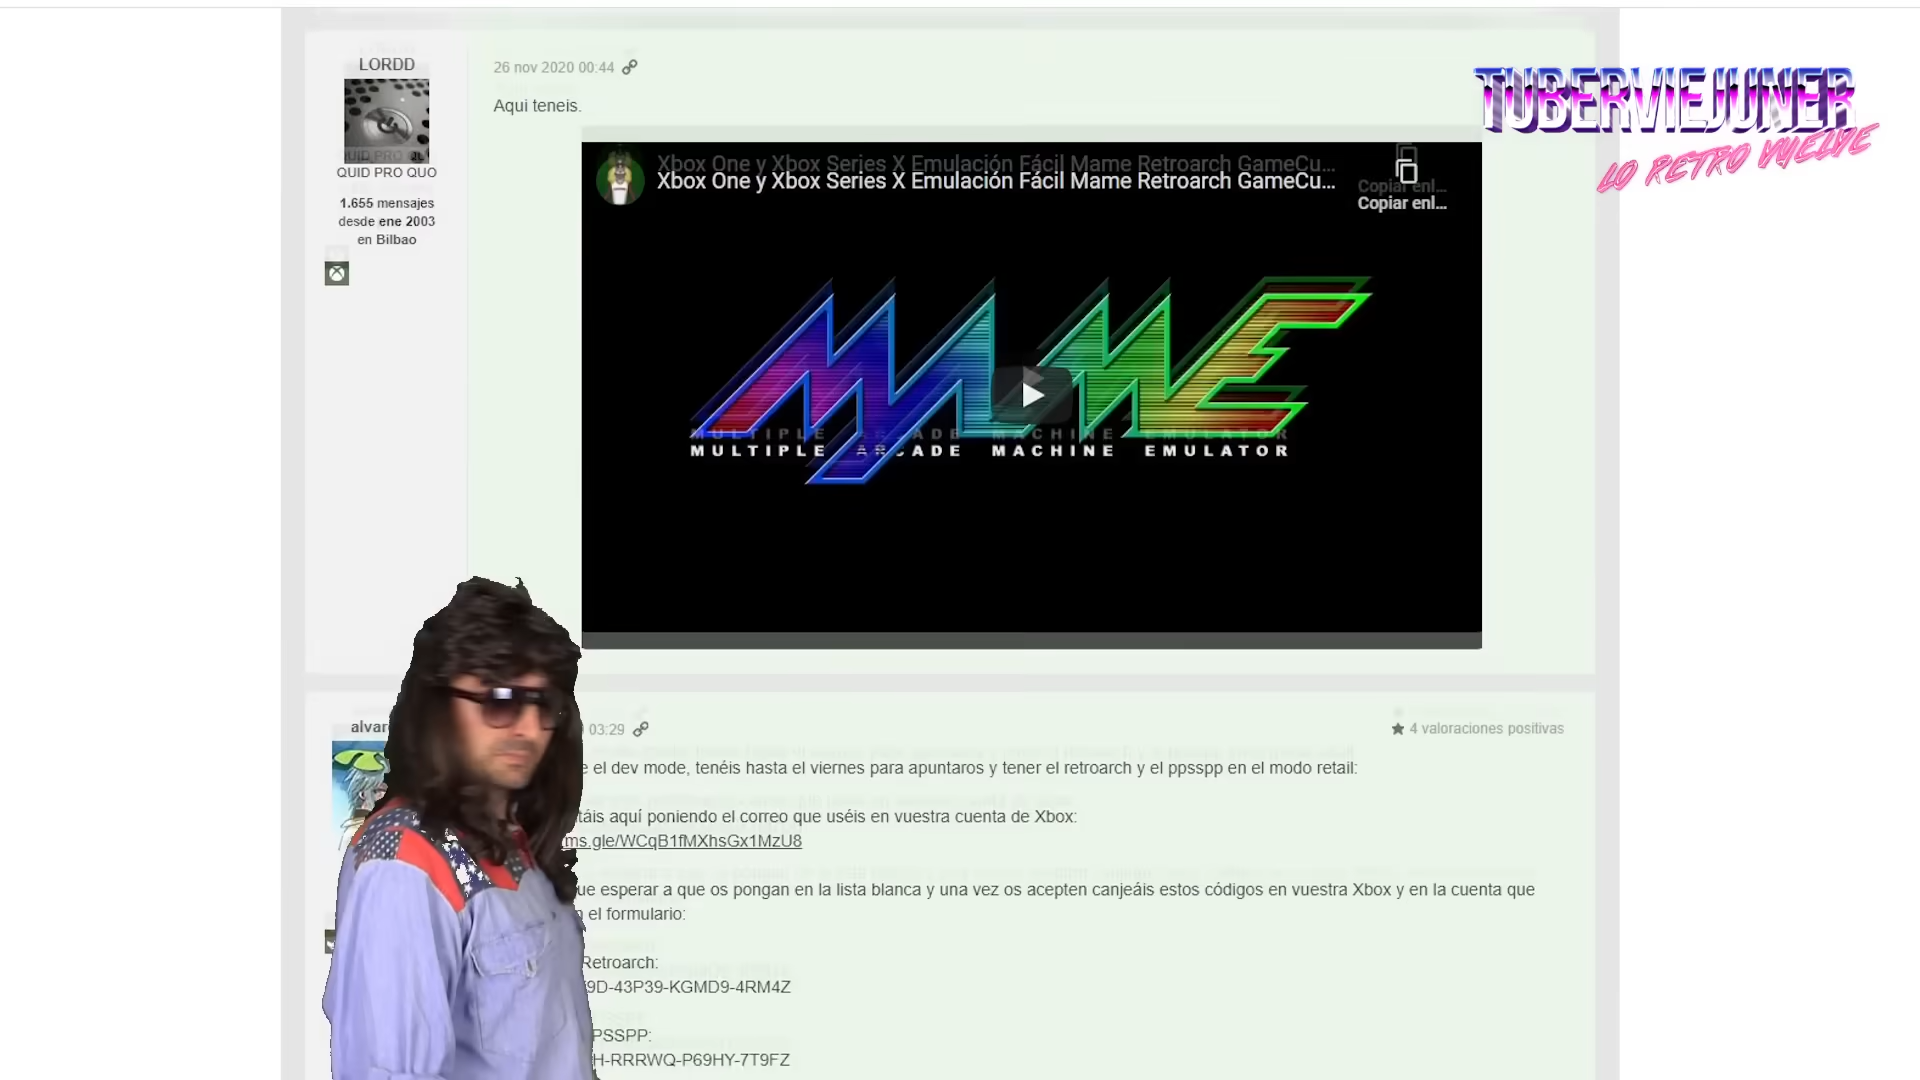 LORDD
QUID PRO QUO
1.655 mensajes
desde ene 2003
en Bilbao
26 nov 2020 00:44
Aqui teneis.
Xbox One y Xbox Series X Emulación Fácil Mame Retroarch GameCu...
Copiar enl...
MAME
MULTIPLE ARCADE MACHINE EMULATOR
TUBERVIEJUNER
LO RETRO VUELVE
03:29
4 valoraciones positivas
el dev mode, tenéis hasta el viernes para apuntaros y tener el retroarch y el ppsspp en el modo retail:
aquí poniendo el correo que uséis en vuestra cuenta de Xbox:
ms.gle/WCqB1fMXhsGx1MzU8
esperar a que os pongan en la lista blanca y una vez os acepten canjeáis estos códigos en vuestra Xbox y en la cuenta que
el formulario:
Retroarch:
9D-43P39-KGMD9-4RM4Z
PSSPP:
H-RRRWQ-P69HY-7T9FZ